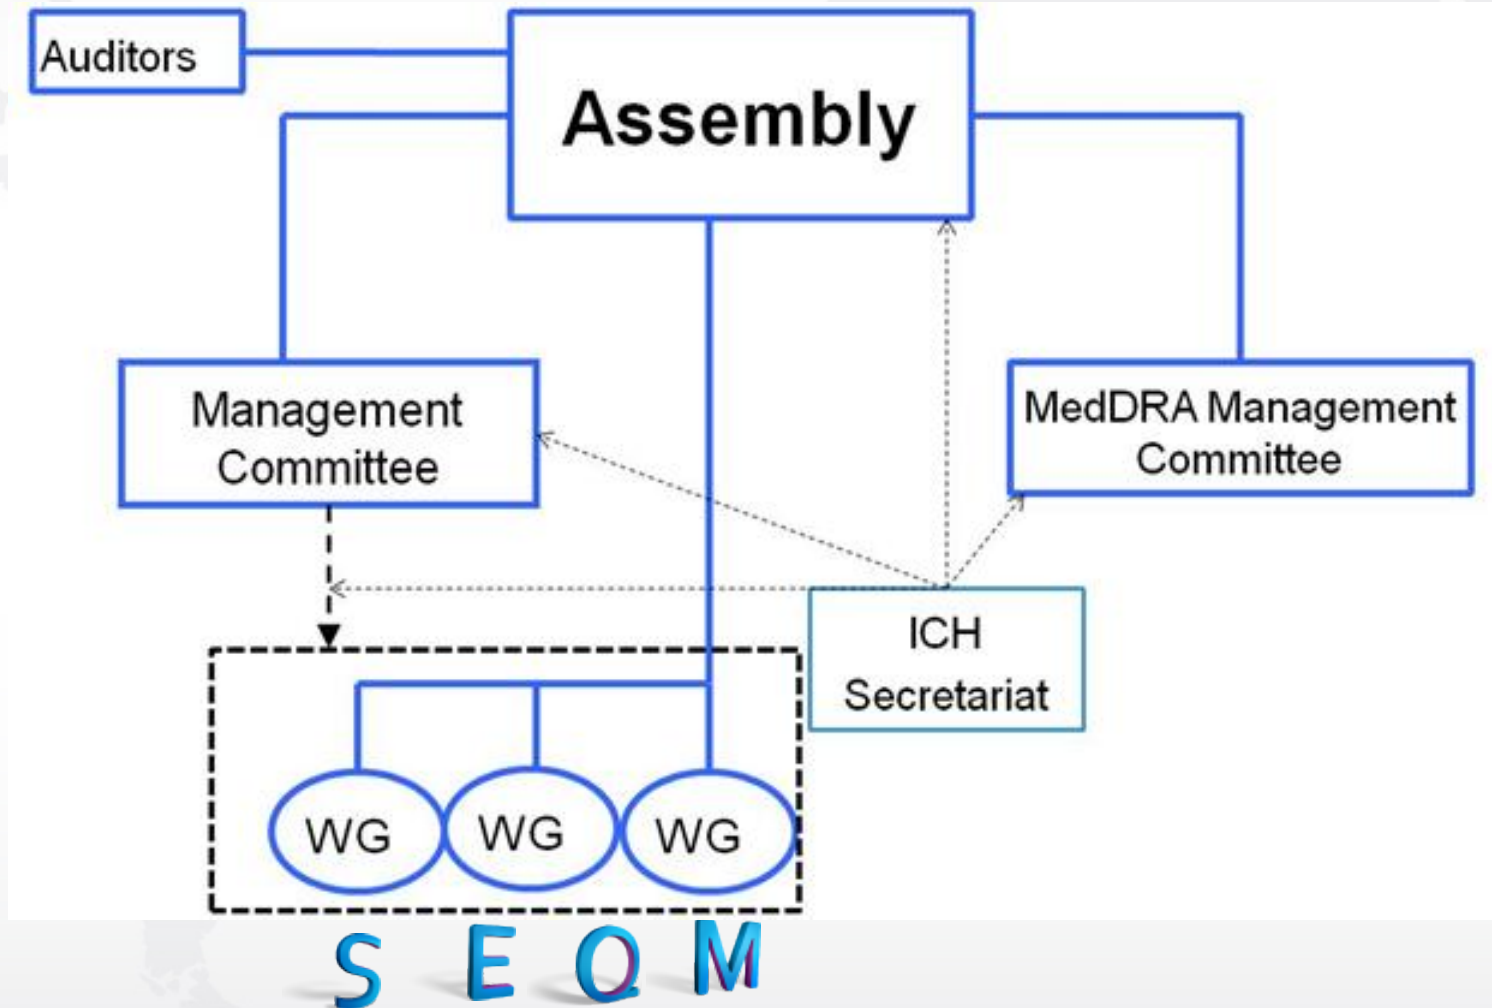 Auditors
Assembly
Management
Committee
MedDRA Management
Committee
ICH
Secretariat
WG
WG
WG
S E Q M